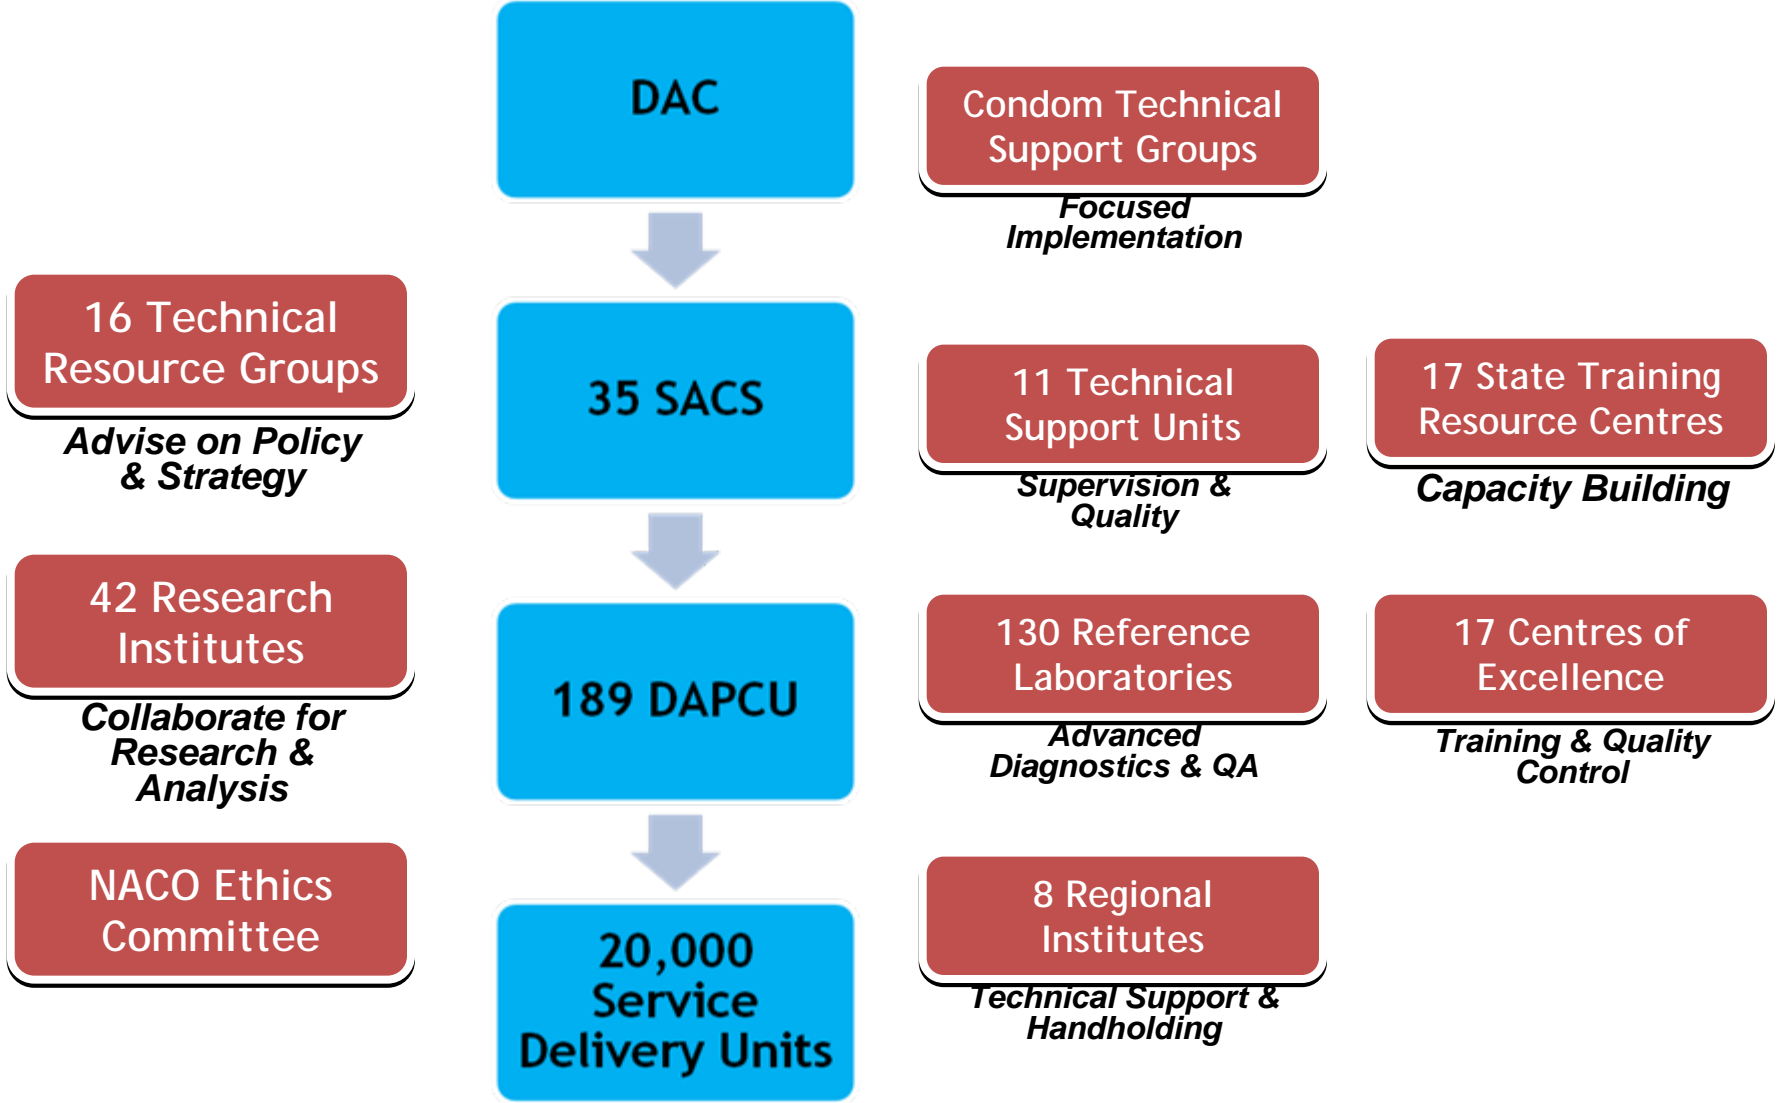 DAC
35 SACS
189 DAPCU
20,000
Service
Delivery Units
16 Technical
Resource Groups
Advise on Policy
& Strategy
42 Research
Institutes
Collaborate for
Research &
Analysis
NACO Ethics
Committee
Condom Technical
Support Groups
Focused
Implementation
11 Technical
Support Units
Supervision &
Quality
17 State Training
Resource Centres
Capacity Building
130 Reference
Laboratories
Advanced
Diagnostics & QA
17 Centres of
Excellence
Training & Quality
Control
8 Regional
Institutes
Technical Support &
Handholding